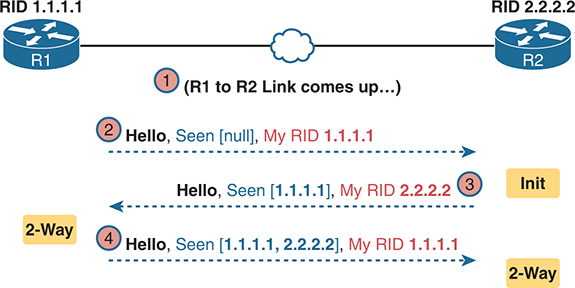 RID 1.1.1.1
RID 2.2.2.2
R1
R2
1 (R1 to R2 Link comes up…)
2 Hello, Seen [null], My RID 1.1.1.1
Hello, Seen [1.1.1.1], My RID 2.2.2.2 3
Init
2-Way
4 Hello, Seen [1.1.1.1, 2.2.2.2], My RID 1.1.1.1
2-Way